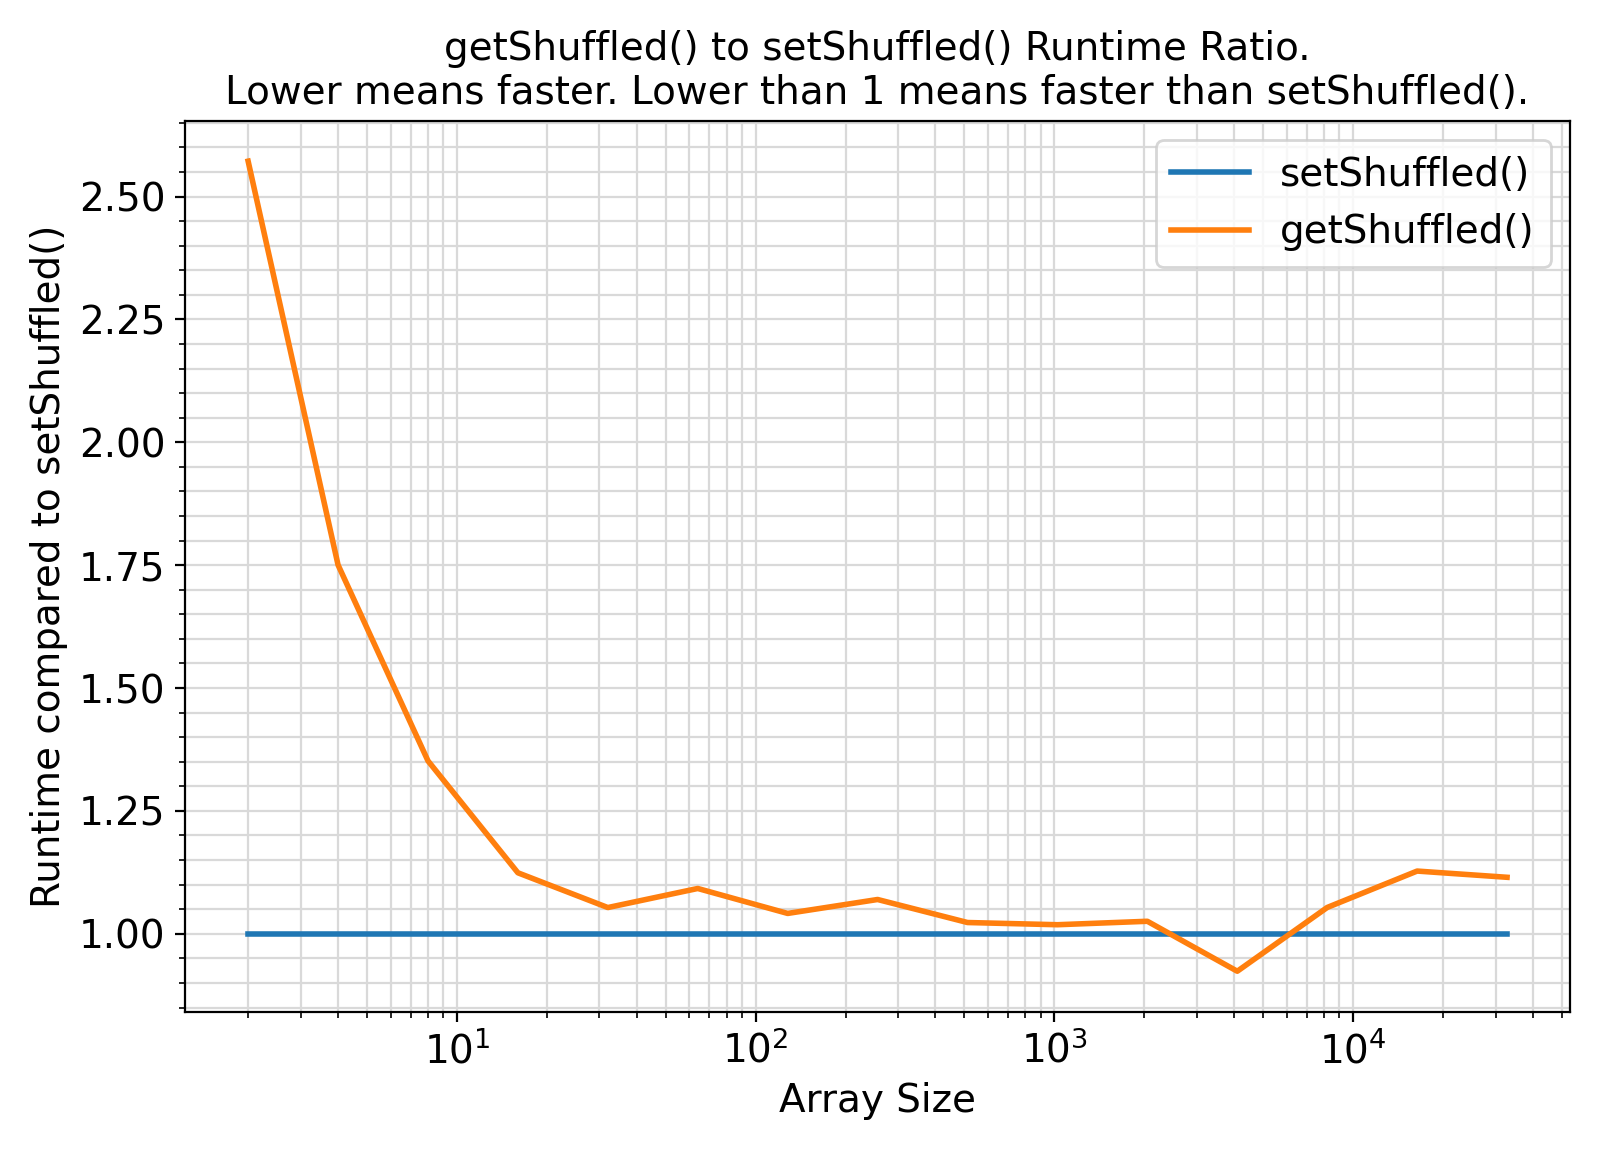 getShuffled() to setShuffled() Runtime Ratio.
Lower means faster. Lower than 1 means faster than setShuffled().
setShuffled()
getShuffled()
Runtime compared to setShuffled()
2.50
2.25
2.00
1.75
1.50
1.25
1.00
10¹ 10² 10³ 10⁴
Array Size